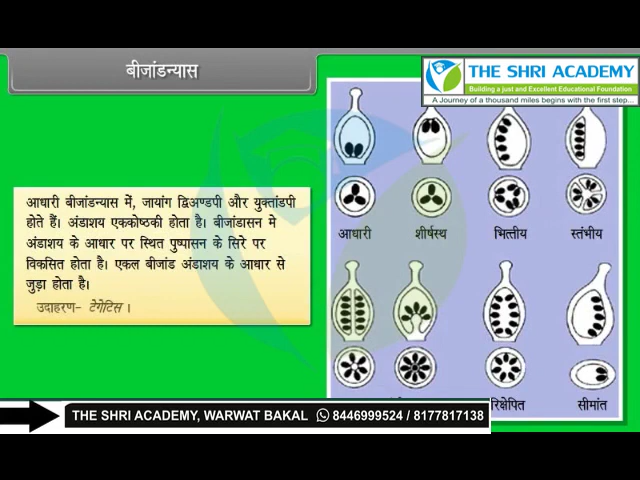 बीजांडन्यास
THE SHRI ACADEMY
Building a just and Excellent Educational Foundation
A Journey of a thousand miles begins with the first step...
आधारी बीजांडन्यास में, जायांग द्विअण्डपी और युक्तांडपी
होते हैं। अंडाशय एककोष्ठकी होता है। बीजांडासन मे
अंडाशय के आधार पर स्थित पुष्पासन के सिरे पर
विकसित होता है। एकल बीजांड अंडाशय के आधार से
जुड़ा होता है।
उदाहरण- टेगेटिस ।
आधारी शीर्षस्थ भित्तीय स्तंभीय
रिक्षेपित सीमांत
THE SHRI ACADEMY, WARWAT BAKAL 8446999524 / 8177817138